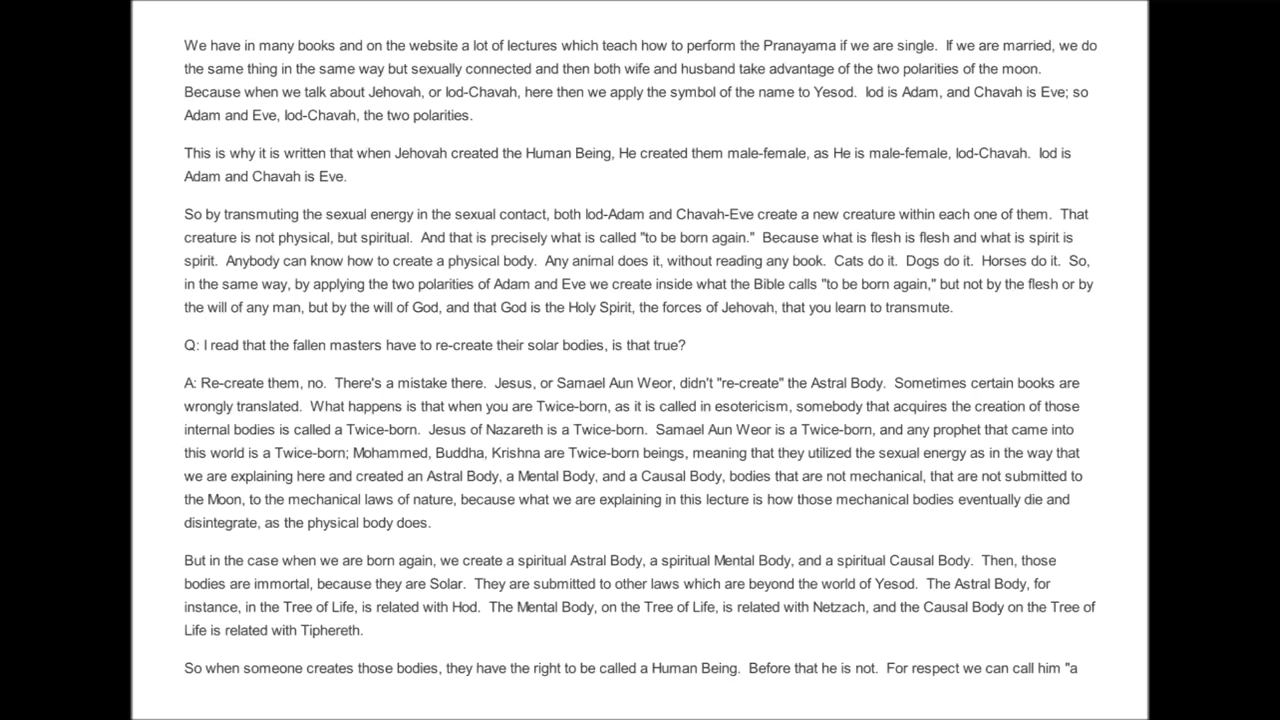 We have in many books and on the website a lot of lectures which teach how to perform the Pranayama if we are single.  If we are married, we do
the same thing in the same way but sexually connected and then both wife and husband take advantage of the two polarities of the moon.
Because when we talk about Jehovah, or Iod-Chavah, here then we apply the symbol of the name to Yesod.  Iod is Adam, and Chavah is Eve; so
Adam and Eve, Iod-Chavah, the two polarities.
This is why it is written that when Jehovah created the Human Being, He created them male-female, as He is male-female, Iod-Chavah.  Iod is
Adam and Chavah is Eve.
So by transmuting the sexual energy in the sexual contact, both Iod-Adam and Chavah-Eve create a new creature within each one of them.  That
creature is not physical, but spiritual.  And that is precisely what is called "to be born again."  Because what is flesh is flesh and what is spirit is
spirit.  Anybody can know how to create a physical body.  Any animal does it, without reading any book.  Cats do it.  Dogs do it.  Horses do it.  So,
in the same way, by applying the two polarities of Adam and Eve we create inside what the Bible calls "to be born again," but not by the flesh or by
the will of any man, but by the will of God, and that God is the Holy Spirit, the forces of Jehovah, that you learn to transmute.
Q: I read that the fallen masters have to re-create their solar bodies, is that true?
A: Re-create them, no.  There's a mistake there.  Jesus, or Samael Aun Weor, didn't "re-create" the Astral Body.  Sometimes certain books are
wrongly translated.  What happens is that when you are Twice-born, as it is called in esotericism, somebody that acquires the creation of those
internal bodies is called a Twice-born.  Jesus of Nazareth is a Twice-born.  Samael Aun Weor is a Twice-born, and any prophet that came into
this world is a Twice-born; Mohammed, Buddha, Krishna are Twice-born beings, meaning that they utilized the sexual energy as in the way that
we are explaining here and created an Astral Body, a Mental Body, and a Causal Body, bodies that are not mechanical, that are not submitted to
the Moon, to the mechanical laws of nature, because what we are explaining in this lecture is how those mechanical bodies eventually die and
disintegrate, as the physical body does.
But in the case when we are born again, we create a spiritual Astral Body, a spiritual Mental Body, and a spiritual Causal Body.  Then, those
bodies are immortal, because they are Solar.  They are submitted to other laws which are beyond the world of Yesod.  The Astral Body, for
instance, in the Tree of Life, is related with Hod.  The Mental Body, on the Tree of Life, is related with Netzach, and the Causal Body on the Tree of
Life is related with Tiphereth.
So when someone creates those bodies, they have the right to be called a Human Being.  Before that he is not.  For respect we can call him "a